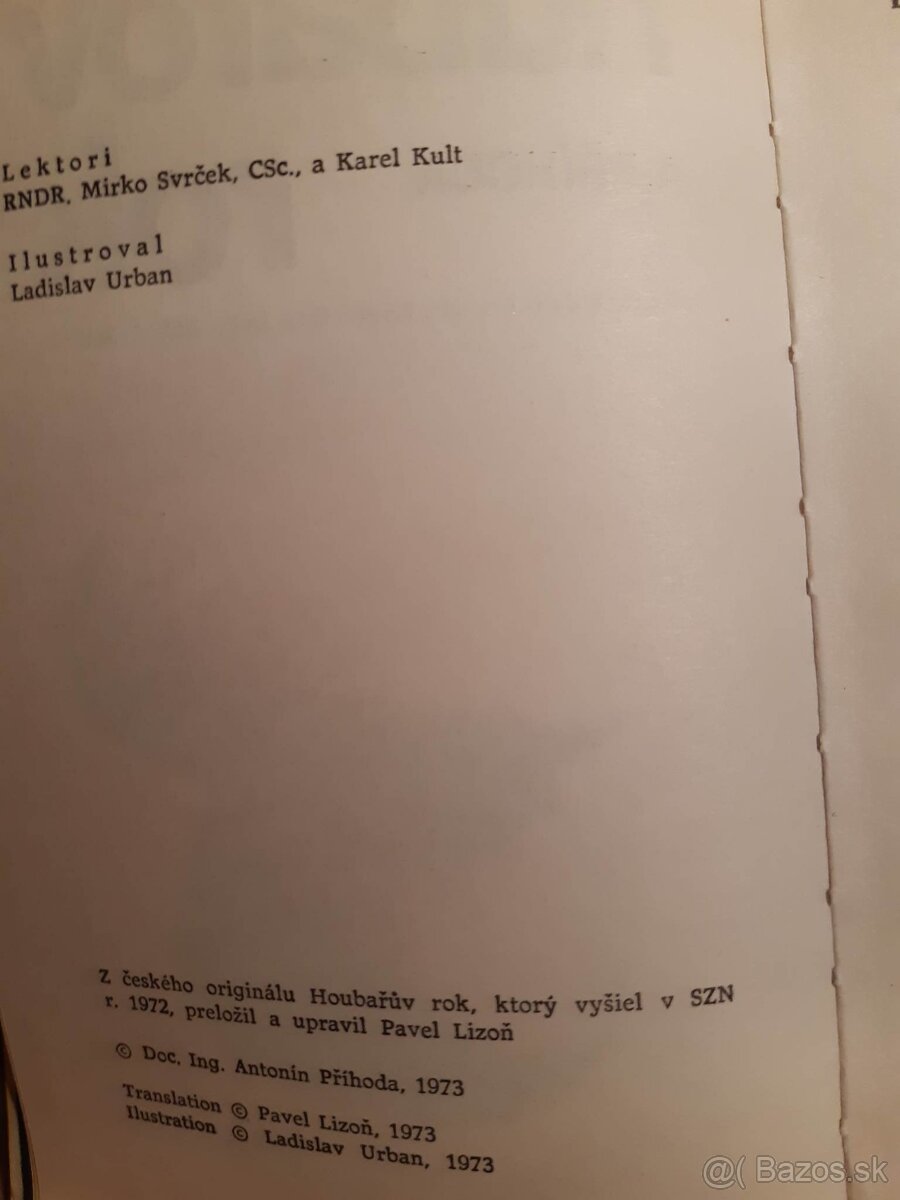 Lektori
RNDR. Mirko Svrček, CSc., a Karel Kult
Ilustroval
Ladislav Urban
Z českého originálu Houbařův rok, ktorý vyšiel v SZN
r. 1972, preložil a upravil Pavel Lizoň
© Doc. Ing. Antonín Příhoda, 1973
Translation © Pavel Lizoň, 1973
Ilustration © Ladislav Urban, 1973
@( Bazos.sk